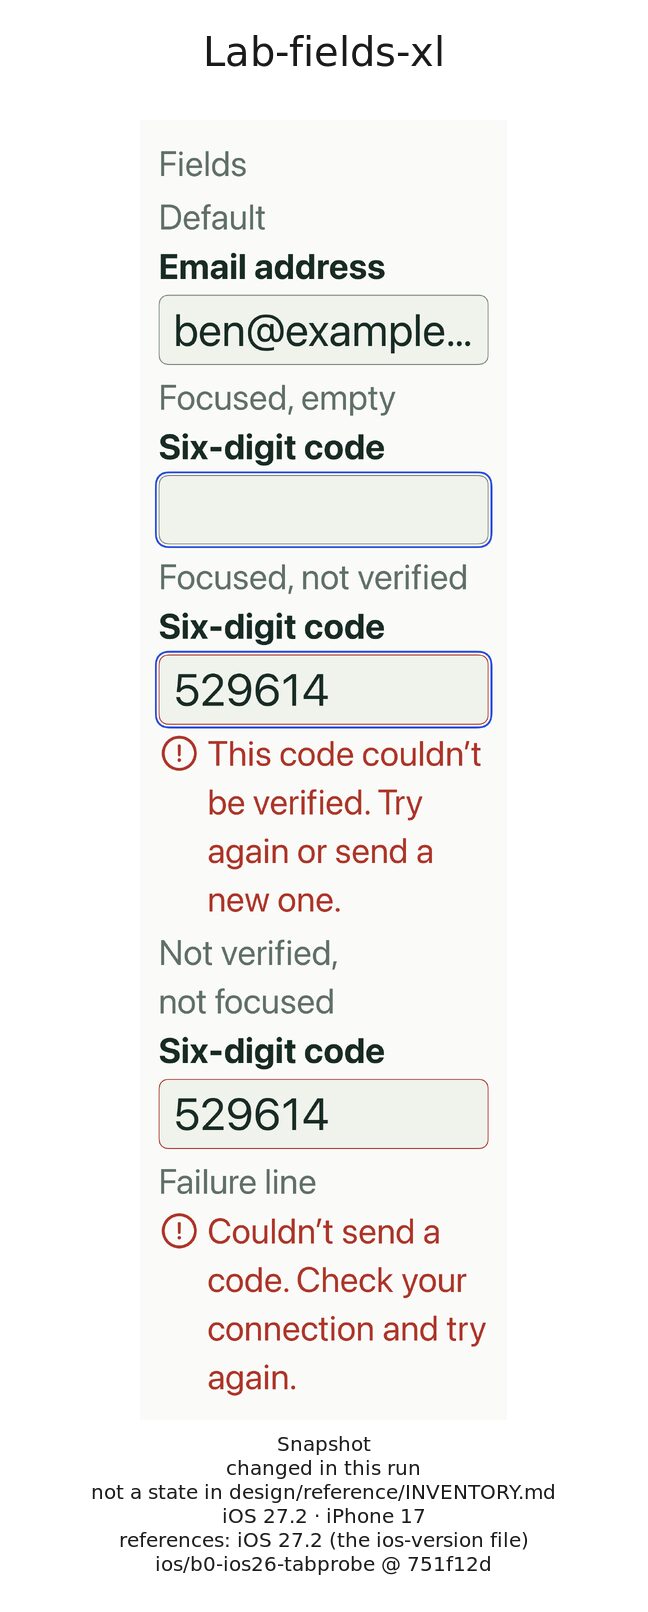 Lab-fields-xl
Fields
Default
Email address
ben@example…
Focused, empty
Six-digit code
Focused, not verified
Six-digit code
529614
This code couldn’t
be verified. Try
again or send a
new one.
Not verified,
not focused
Six-digit code
529614
Failure line
Couldn’t send a
code. Check your
connection and try
again.
Snapshot
changed in this run
not a state in design/reference/INVENTORY.md
iOS 27.2 · iPhone 17
references: iOS 27.2 (the ios-version file)
ios/b0-ios26-tabprobe @ 751f12d